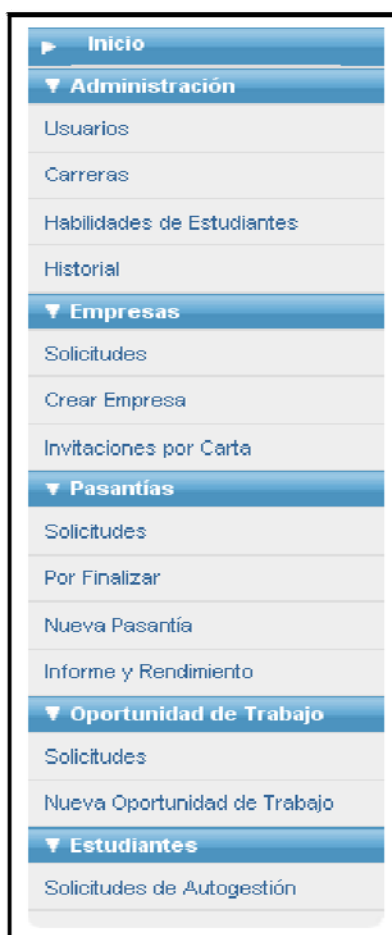 Inicio
Administración
Usuarios
Carreras
Habilidades de Estudiantes
Historial
Empresas
Solicitudes
Crear Empresa
Invitaciones por Carta
Pasantías
Solicitudes
Por Finalizar
Nueva Pasantía
Informe y Rendimiento
Oportunidad de Trabajo
Solicitudes
Nueva Oportunidad de Trabajo
Estudiantes
Solicitudes de Autogestión